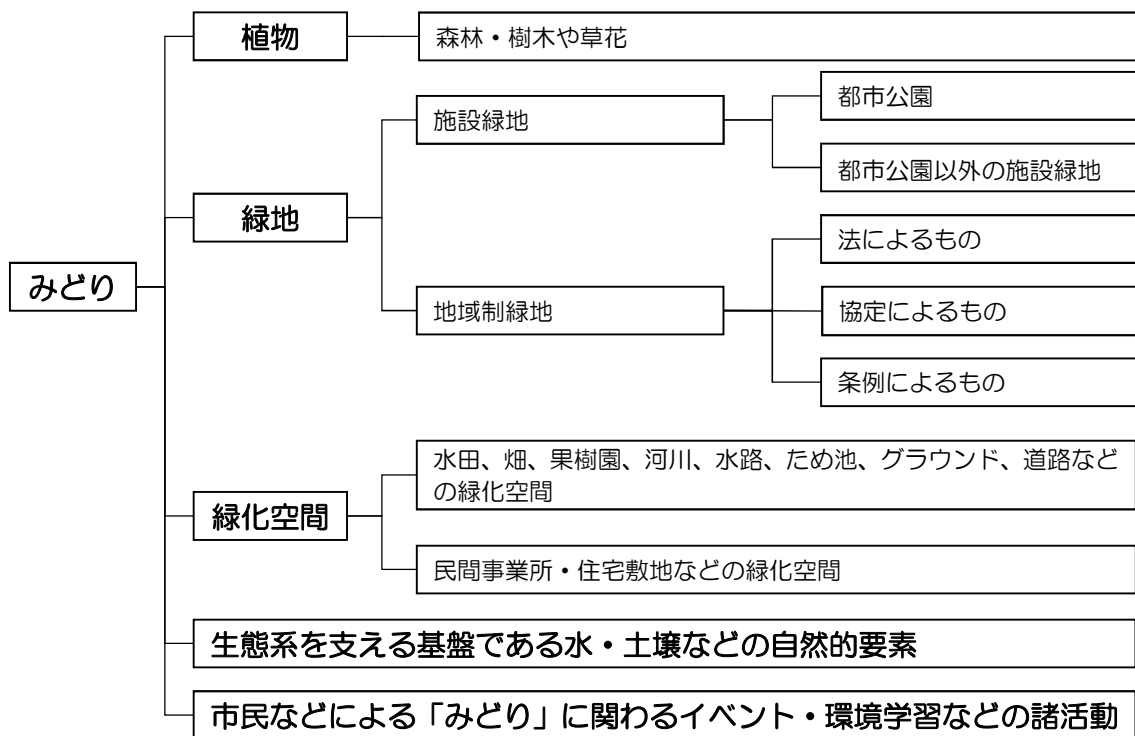 植物
森林・樹木や草花
施設緑地
都市公園
都市公園以外の施設緑地
緑地
法によるもの
みどり
地域制緑地
協定によるもの
条例によるもの
水田、畑、果樹園、河川、水路、ため池、グラウンド、道路など
の緑化空間
緑化空間
民間事業所・住宅敷地などの緑化空間
生態系を支える基盤である水・土壌などの自然的要素
市民などによる「みどり」に関わるイベント・環境学習などの諸活動